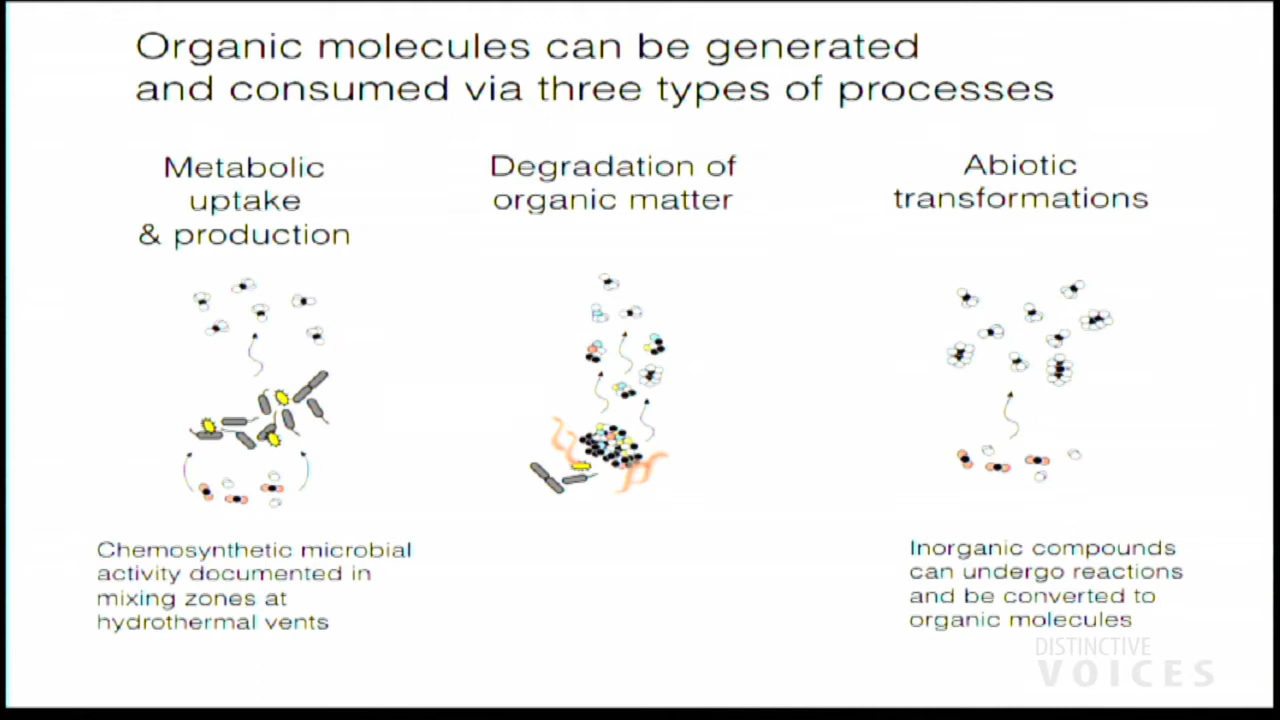 Organic molecules can be generated
and consumed via three types of processes
Metabolic
uptake
& production
Degradation of
organic matter
Abiotic
transformations
Chemosynthetic microbial
activity documented in
mixing zones at
hydrothermal vents
Inorganic compounds
can undergo reactions
and be converted to
organic molecules
DISTINCTIVE
VOICES